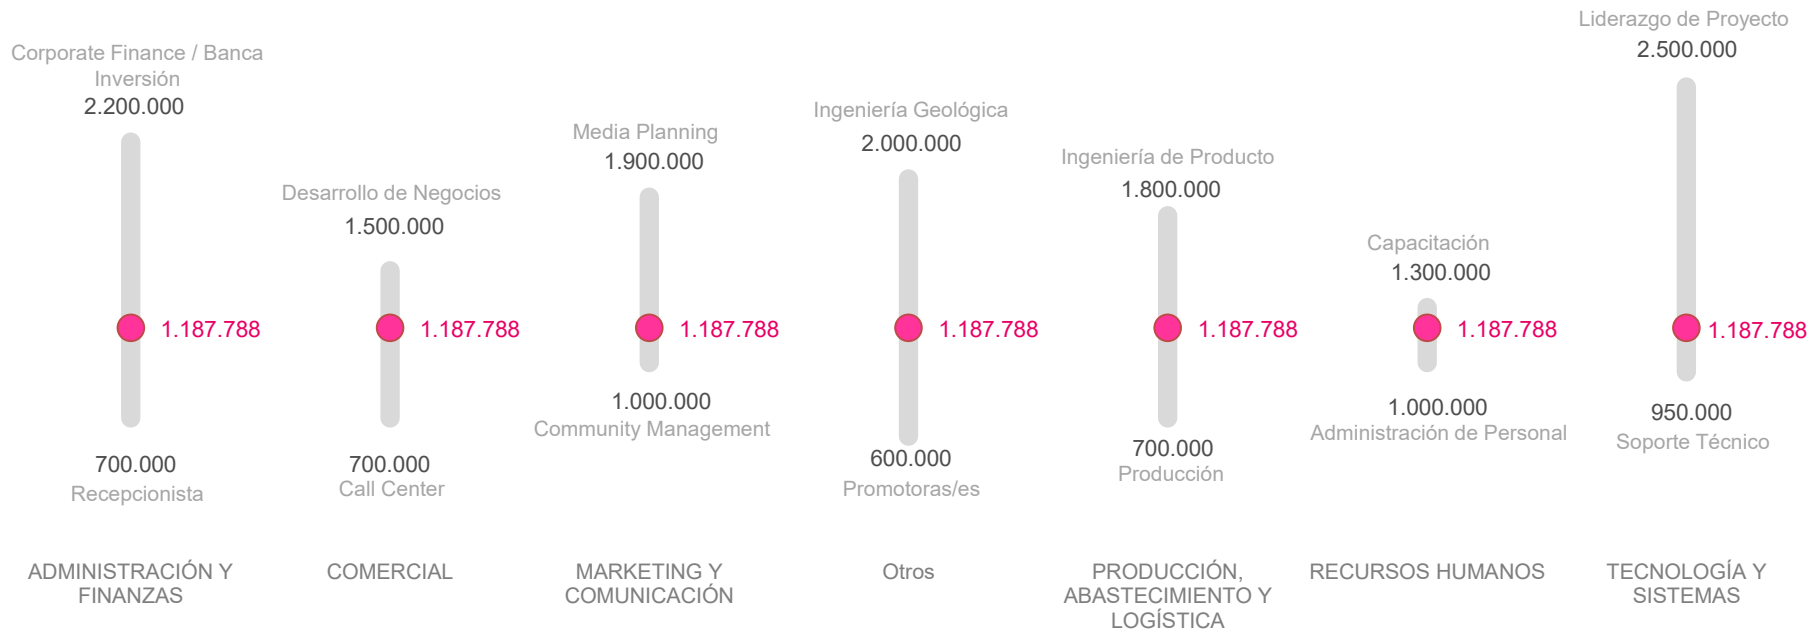 Corporate Finance / Banca
Inversión
2.200.000
1.187.788
700.000
Recepcionista
ADMINISTRACIÓN Y
FINANZAS
Desarrollo de Negocios
1.500.000
1.187.788
700.000
Call Center
COMERCIAL
Media Planning
1.900.000
1.187.788
1.000.000
Community Management
MARKETING Y
COMUNICACIÓN
Ingeniería Geológica
2.000.000
1.187.788
600.000
Promotoras/es
Otros
Ingeniería de Producto
1.800.000
1.187.788
700.000
Producción
PRODUCCIÓN,
ABASTECIMIENTO Y
LOGÍSTICA
Capacitación
1.300.000
1.187.788
1.000.000
Administración de Personal
RECURSOS HUMANOS
Liderazgo de Proyecto
2.500.000
1.187.788
950.000
Soporte Técnico
TECNOLOGÍA Y
SISTEMAS